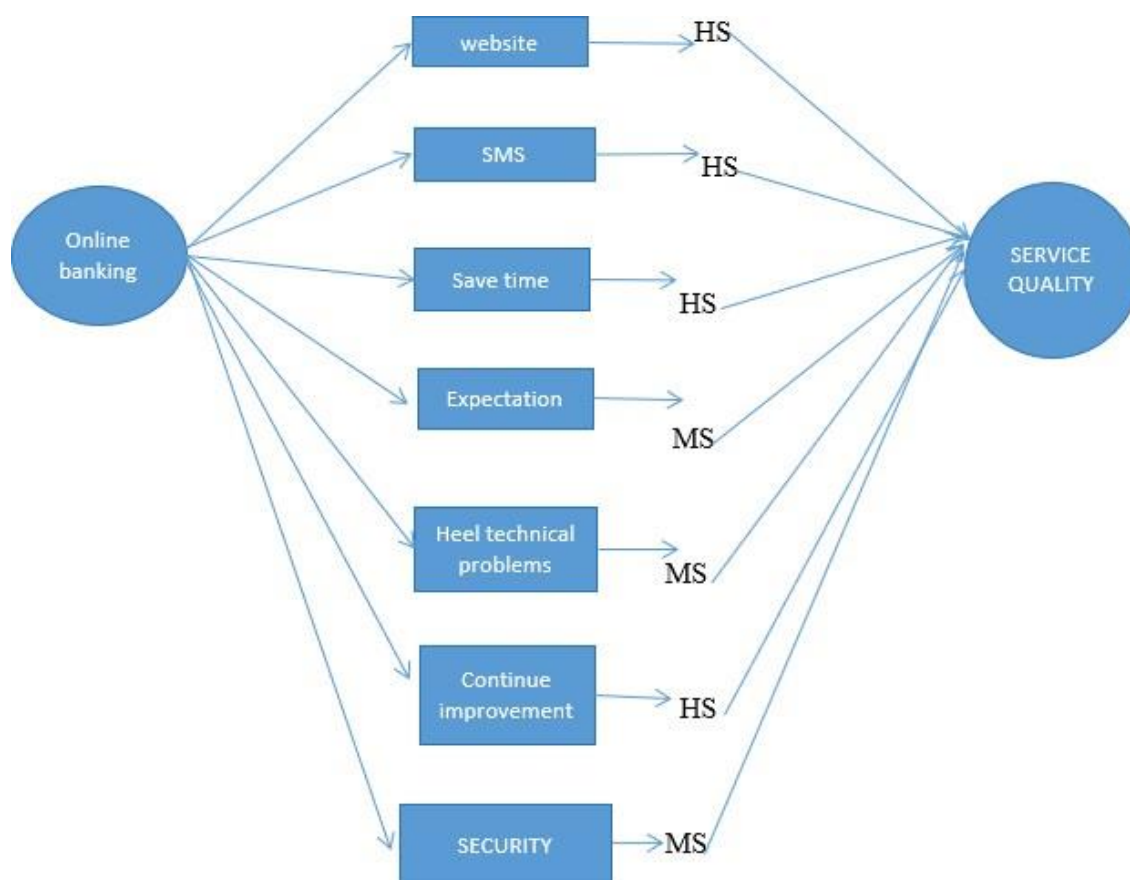 website
HS
SMS
HS
Online
banking
Save time
HS
SERVICE
QUALITY
Expectation
MS
Heel technical
problems
MS
Continue
improvement
HS
SECURITY
MS